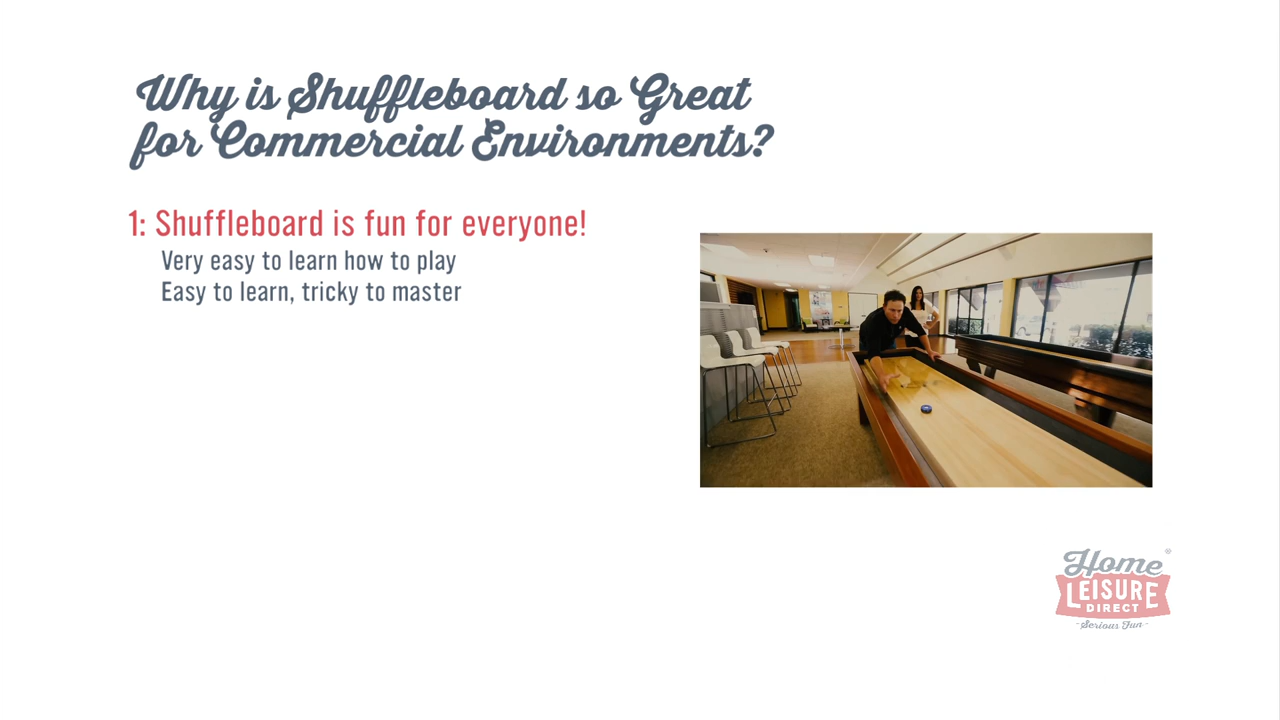 Why is Shuffleboard so Great
for Commercial Environments?
1: Shuffleboard is fun for everyone!
Very easy to learn how to play
Easy to learn, tricky to master
Home ®
LEISURE
DIRECT
- Serious Fun -